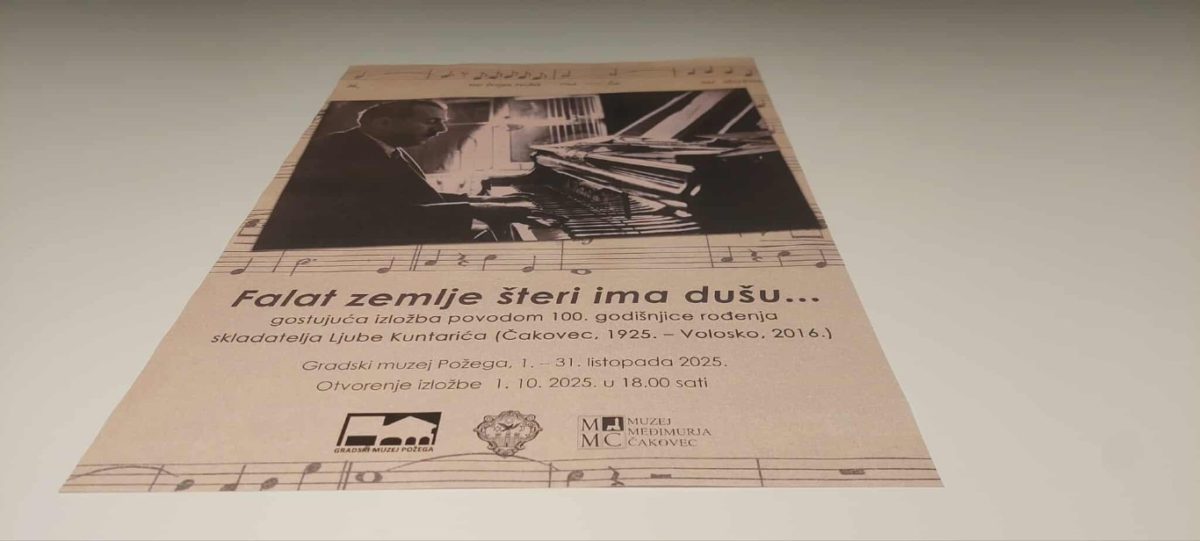 Falat zemlje šteri ima dušu...
gostujuća izložba povodom 100. godišnjice rođenja
skladatelja Ljube Kuntarića (Čakovec, 1925. – Volosko, 2016.)
Gradski muzej Požega, 1. – 31. listopada 2025.
Otvorenje izložbe 1. 10. 2025. u 18.00 sati
GRADSKI MUZEJ POŽEGA
M
MC
MUZEJ
MEĐIMURJA
ČAKOVEC